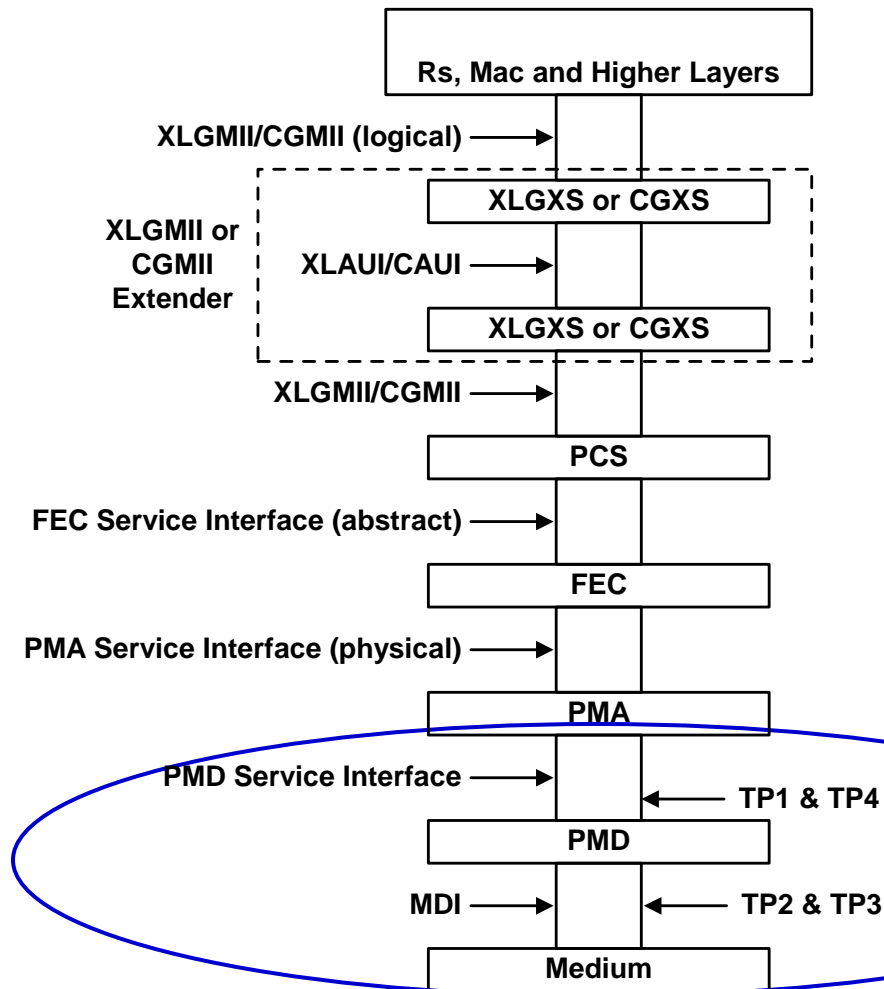 Rs, Mac and Higher Layers
XLGMII/CGMII (logical)
XLGXS or CGXS
XLGMII or
CGMII
Extender
XLAUI/CAUI
XLGXS or CGXS
XLGMII/CGMII
PCS
FEC Service Interface (abstract)
FEC
PMA Service Interface (physical)
PMA
PMD Service Interface
TP1 & TP4
PMD
MDI
TP2 & TP3
Medium